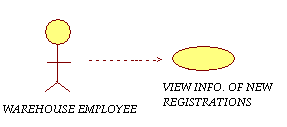 WAREHOUSE EMPLOYEE
VIEW INFO. OF NEW
REGISTRATIONS